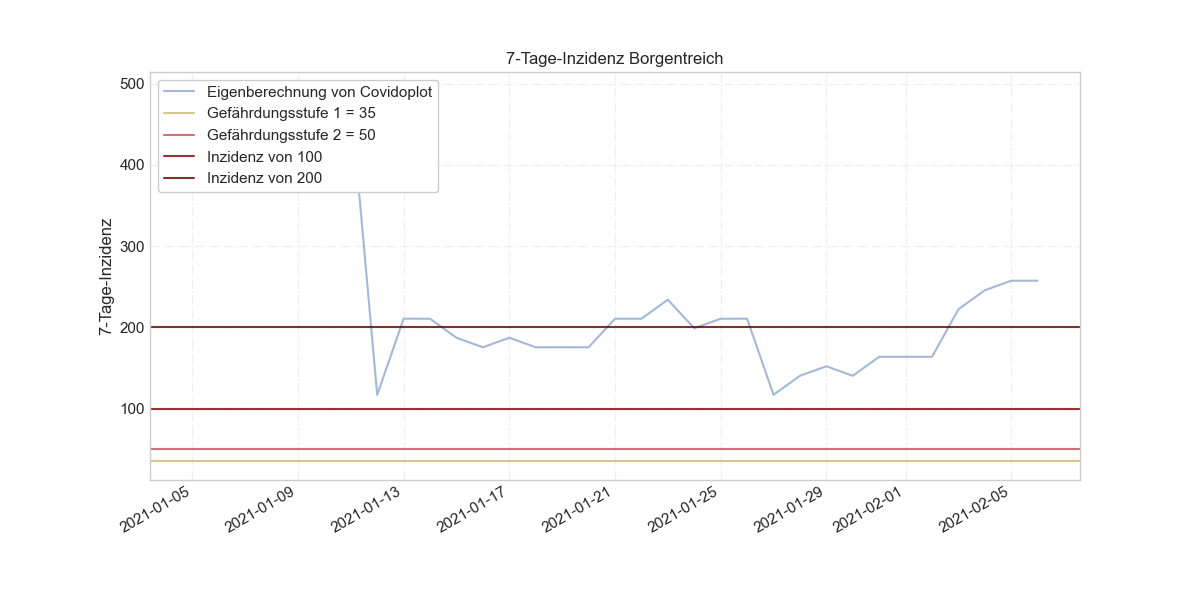 7-Tage-Inzidenz Borgentreich
Eigenberechnung von Covidoplot
Gefährdungsstufe 1 = 35
Gefährdungsstufe 2 = 50
Inzidenz von 100
Inzidenz von 200
7-Tage-Inzidenz
500
400
300
200
100
2021-01-05
2021-01-09
2021-01-13
2021-01-17
2021-01-21
2021-01-25
2021-01-29
2021-02-01
2021-02-05